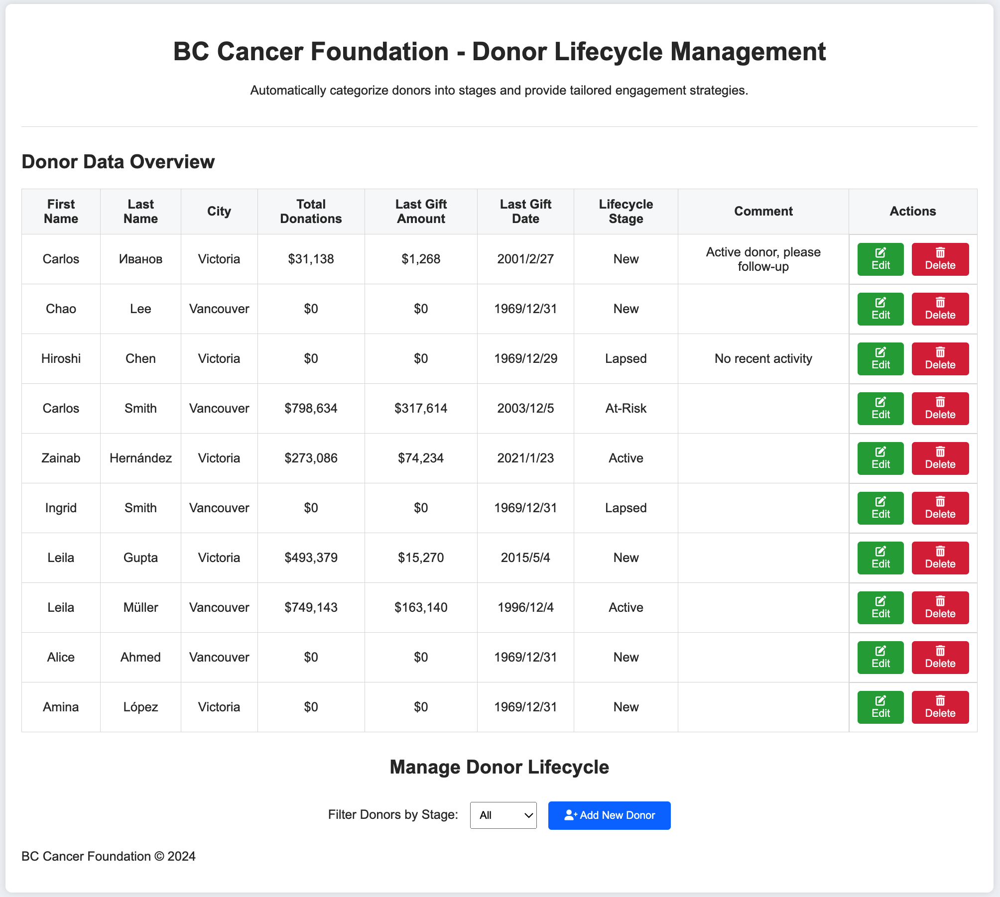 BC Cancer Foundation - Donor Lifecycle Management
Automatically categorize donors into stages and provide tailored engagement strategies.
Donor Data Overview
First Name Last Name City Total Donations Last Gift Amount Last Gift Date Lifecycle Stage Comment Actions
Carlos Иванов Victoria $31,138 $1,268 2001/2/27 New Active donor, please follow-up Edit Delete
Chao Lee Vancouver $0 $0 1969/12/31 New Edit Delete
Hiroshi Chen Victoria $0 $0 1969/12/29 Lapsed No recent activity Edit Delete
Carlos Smith Vancouver $798,634 $317,614 2003/12/5 At-Risk Edit Delete
Zainab Hernández Victoria $273,086 $74,234 2021/1/23 Active Edit Delete
Ingrid Smith Vancouver $0 $0 1969/12/31 Lapsed Edit Delete
Leila Gupta Victoria $493,379 $15,270 2015/5/4 New Edit Delete
Leila Müller Vancouver $749,143 $163,140 1996/12/4 Active Edit Delete
Alice Ahmed Vancouver $0 $0 1969/12/31 New Edit Delete
Amina López Victoria $0 $0 1969/12/31 New Edit Delete
Manage Donor Lifecycle
Filter Donors by Stage: All Add New Donor
BC Cancer Foundation © 2024